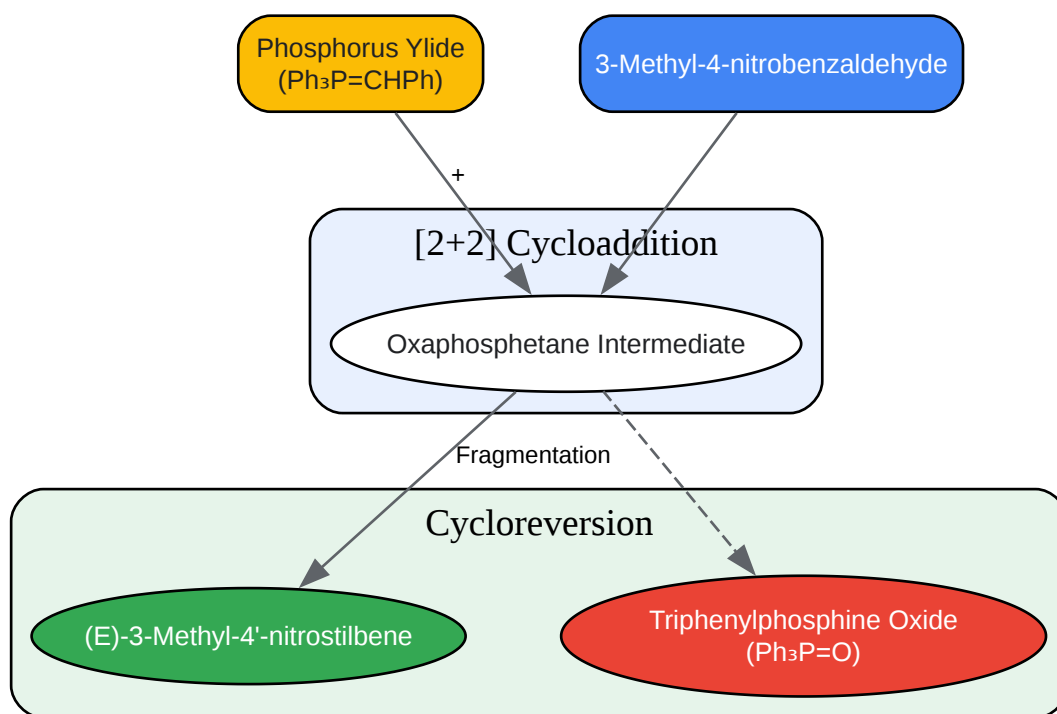 Phosphorus Ylide
(Ph₃P=CHPh)
3-Methyl-4-nitrobenzaldehyde
+
[2+2] Cycloaddition
Oxaphosphetane Intermediate
Fragmentation
Cycloreversion
(E)-3-Methyl-4'-nitrostilbene
Triphenylphosphine Oxide
(Ph₃P=O)